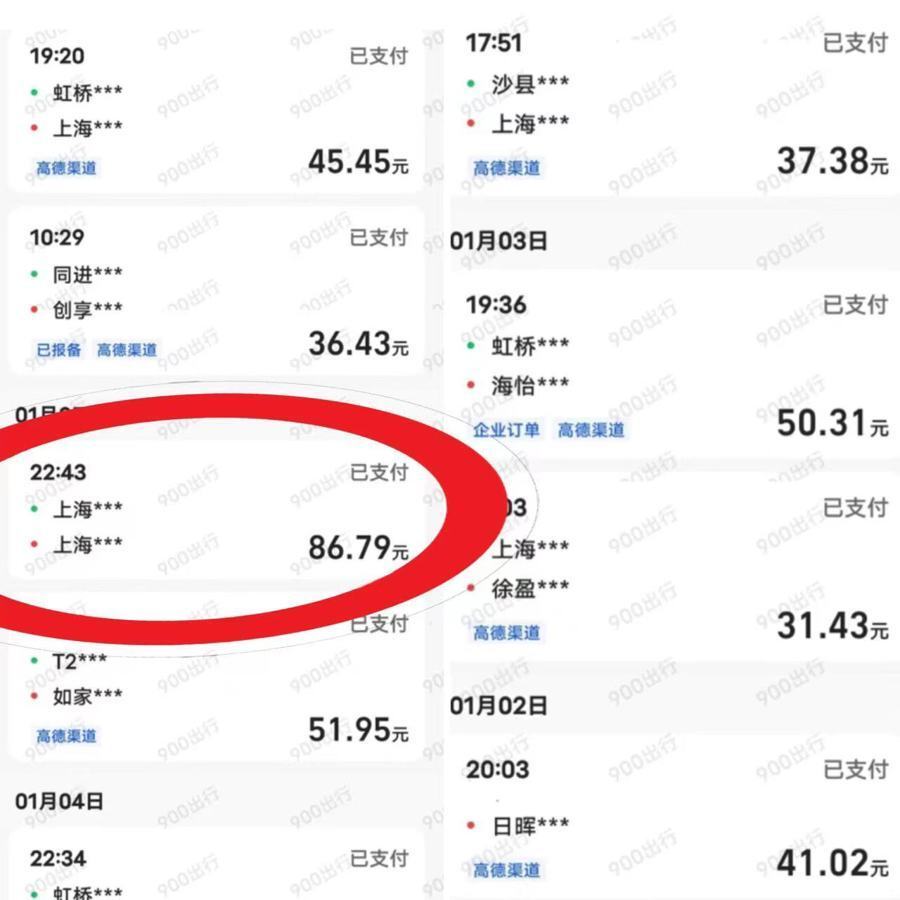 19:20 已支付
虹桥***
上海***
高德渠道 45.45元
10:29 已支付
同进***
创享***
已报备 高德渠道 36.43元
22:43 已支付
上海***
上海***
86.79元
已支付
T2***
如家***
高德渠道 51.95元
01月04日
22:34 已支付
虹桥***
17:51 已支付
沙县***
上海***
高德渠道 37.38元
01月03日
19:36 已支付
虹桥***
海怡***
企业订单 高德渠道 50.31元
03 已支付
上海***
徐盈***
高德渠道 31.43元
01月02日
20:03 已支付
日晖***
高德渠道 41.02元
900出行